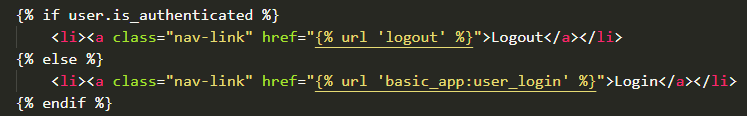 {% if user.is_authenticated %}
<li><a class="nav-link" href="{% url 'logout' %}">Logout</a></li>
{% else %}
<li><a class="nav-link" href="{% url 'basic_app:user_login' %}">Login</a></li>
{% endif %}